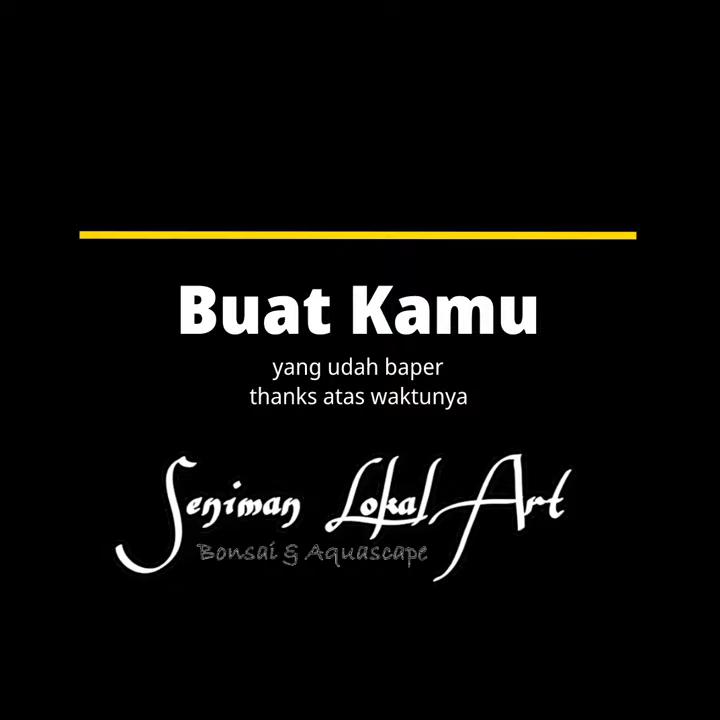 Buat Kamu
yang udah baper
thanks atas waktunya
Seniman Lokal Art
Bonsai & Aquascape